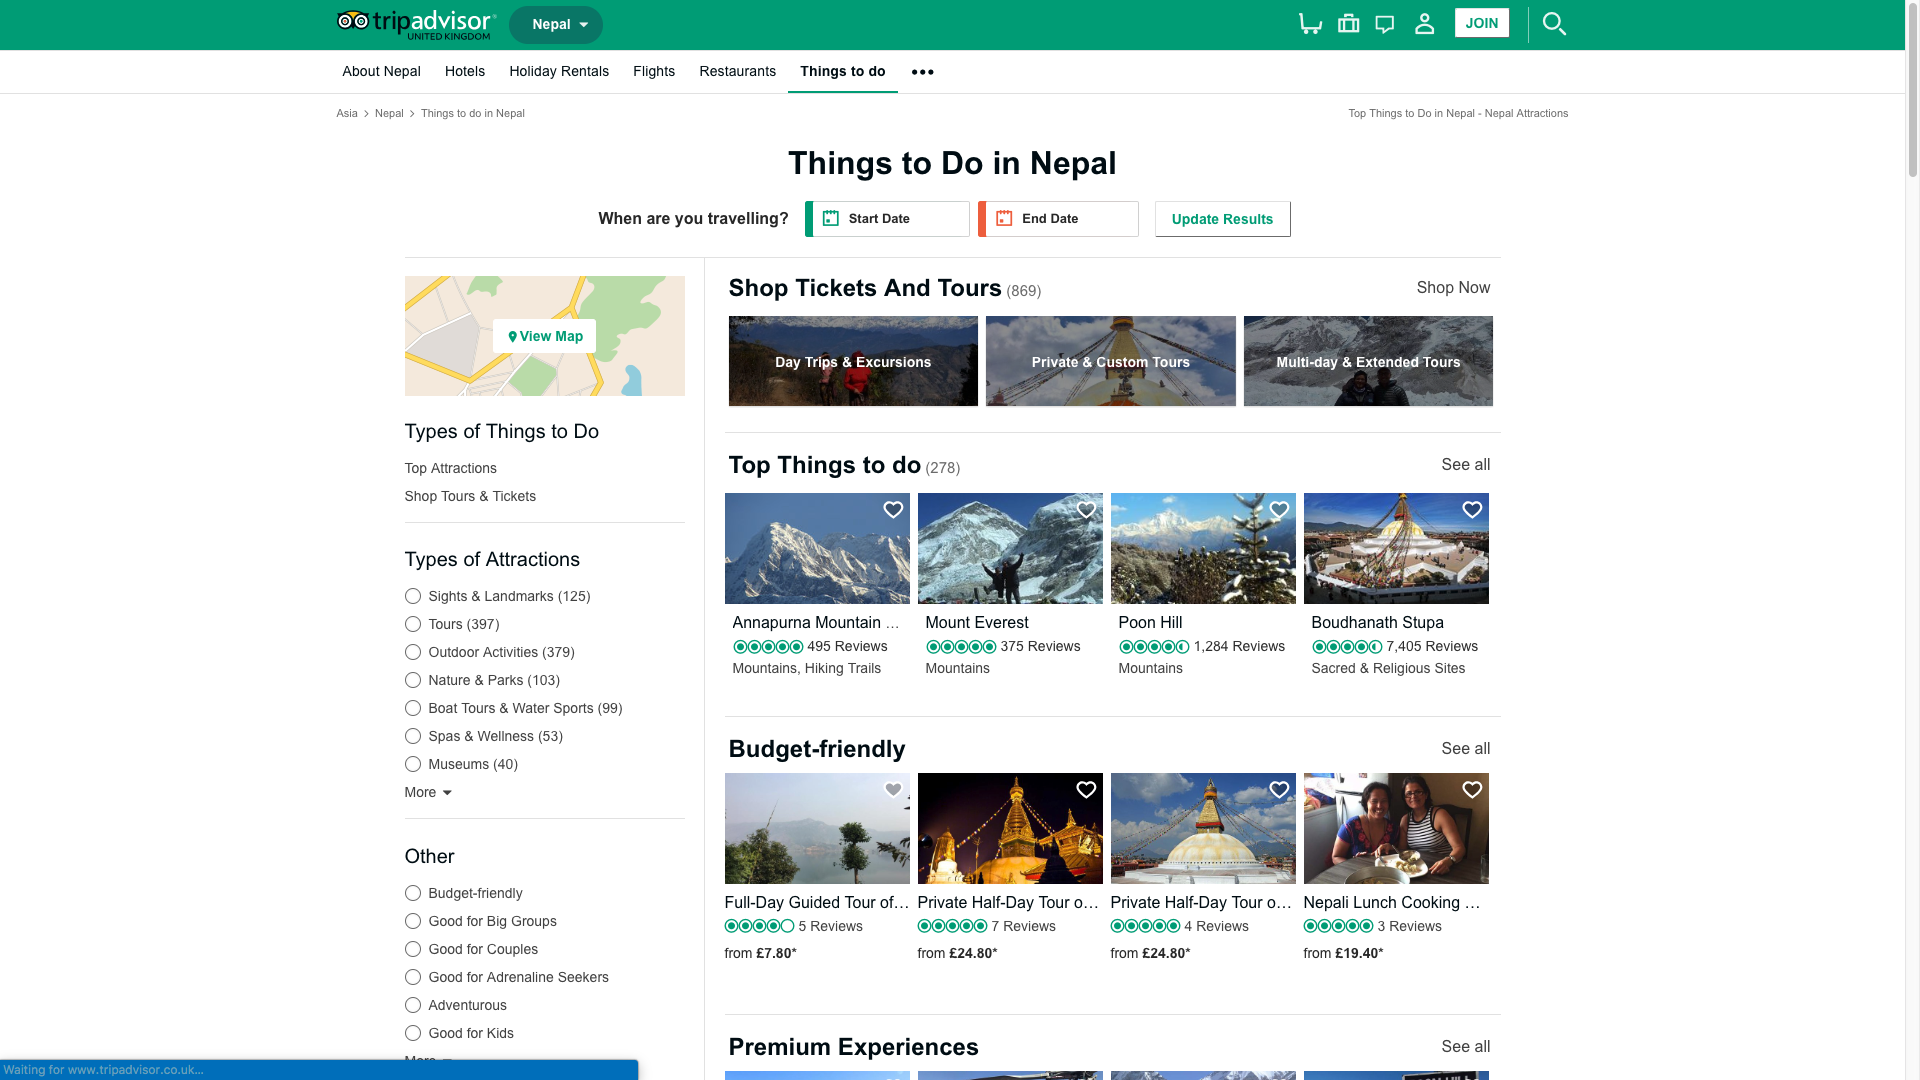 tripadvisor®
UNITED KINGDOM
Nepal
JOIN
About Nepal Hotels Holiday Rentals Flights Restaurants Things to do •••
Asia > Nepal > Things to do in Nepal
Top Things to Do in Nepal - Nepal Attractions
Things to Do in Nepal
When are you travelling? Start Date End Date Update Results
View Map
Types of Things to Do
Top Attractions
Shop Tours & Tickets
Types of Attractions
Sights & Landmarks (125)
Tours (397)
Outdoor Activities (379)
Nature & Parks (103)
Boat Tours & Water Sports (99)
Spas & Wellness (53)
Museums (40)
More
Other
Budget-friendly
Good for Big Groups
Good for Couples
Good for Adrenaline Seekers
Adventurous
Good for Kids
More
Shop Tickets And Tours (869) Shop Now
Day Trips & Excursions Private & Custom Tours Multi-day & Extended Tours
Top Things to do (278) See all
Annapurna Mountain ...
495 Reviews
Mountains, Hiking Trails
Mount Everest
375 Reviews
Mountains
Poon Hill
1,284 Reviews
Mountains
Boudhanath Stupa
7,405 Reviews
Sacred & Religious Sites
Budget-friendly See all
Full-Day Guided Tour of...
5 Reviews
from £7.80*
Private Half-Day Tour o...
7 Reviews
from £24.80*
Private Half-Day Tour o...
4 Reviews
from £24.80*
Nepali Lunch Cooking ...
3 Reviews
from £19.40*
Premium Experiences See all
Waiting for www.tripadvisor.co.uk...